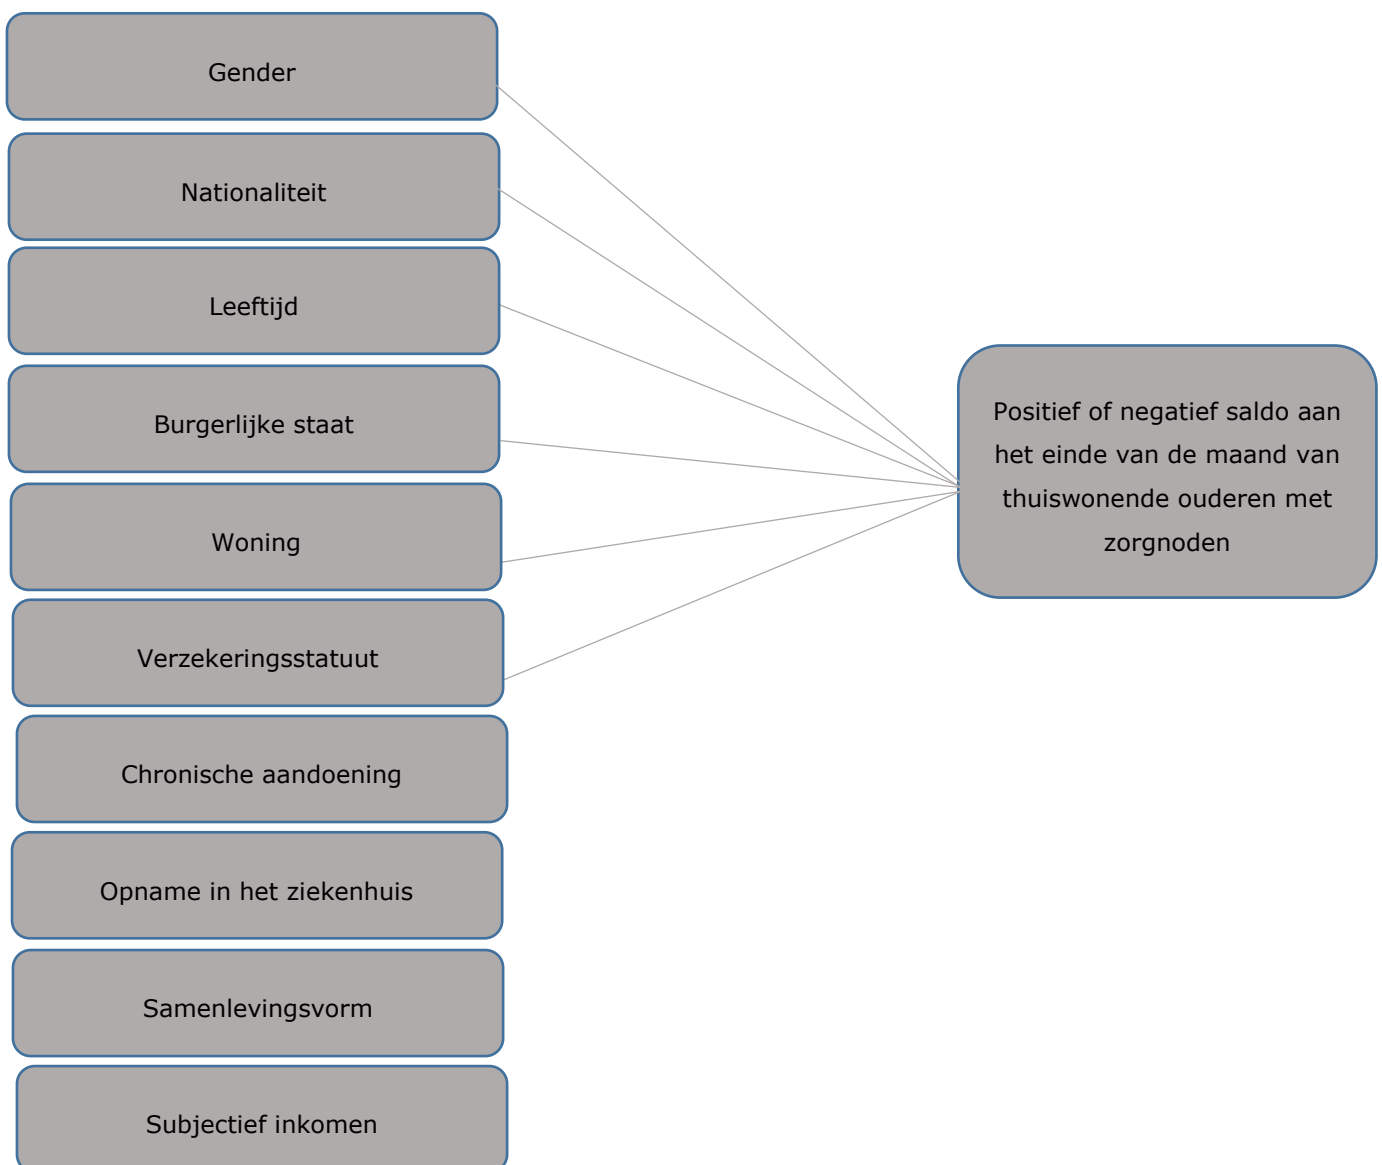 Gender
Nationaliteit
Leeftijd
Burgerlijke staat
Woning
Verzekeringsstatuut
Chronische aandoening
Opname in het ziekenhuis
Samenlevingsvorm
Subjectief inkomen
Positief of negatief saldo aan
het einde van de maand van
thuiswonende ouderen met
zorgnoden